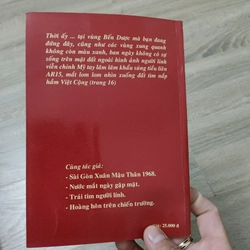 Thời ấy ... tại vùng Bến Dược mà bạn đang
đứng đây, cũng như các vùng xung quanh
không còn màu xanh, ban ngày không có sự
sống trên mặt đất ngoài hình ảnh người lính
viễn chinh Mỹ tay lăm lăm khẩu súng tiểu liên
AR15, mắt lom lom nhìn xuống đất tìm nắp
hầm Việt Cộng (trang 16)
Cùng tác giả:
- Sài Gòn Xuân Mậu Thân 1968.
- Nước mắt ngày gặp mặt.
- Trái tim người lính.
- Hoàng hôn trên chiến trường.
25.000 đ